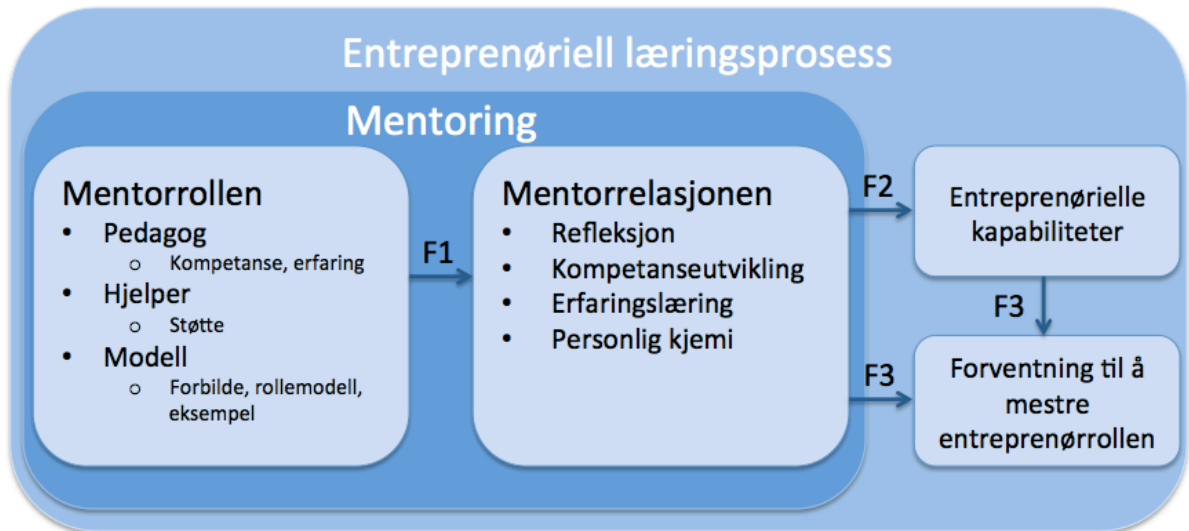 Entreprenøriell læringsprosess
Mentoring
Mentorrollen
• Pedagog
o Kompetanse, erfaring
• Hjelper
o Støtte
• Modell
o Forbilde, rollemodell,
eksempel
F1
Mentorrelasjonen
• Refleksjon
• Kompetanseutvikling
• Erfaringslæring
• Personlig kjemi
F2
Entreprenørielle
kapabiliteter
F3
F3
Forventning til å
mestre
entreprenørrollen